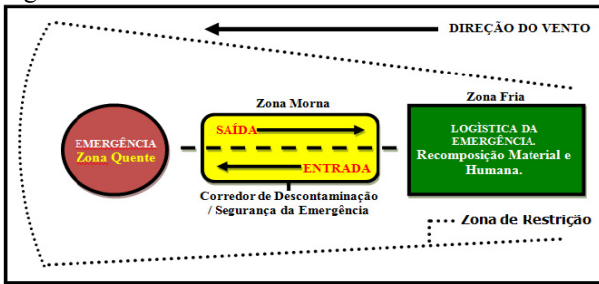 DIREÇÃO DO VENTO
Zona Morna
Zona Fria
SAÍDA
ENTRADA
EMERGÊNCIA
Zona Quente
LOGÌSTICA DA
EMERGÊNCIA.
Recomposição Material e
Humana.
Corredor de Descontaminação
/ Segurança da Emergência
Zona de Restrição